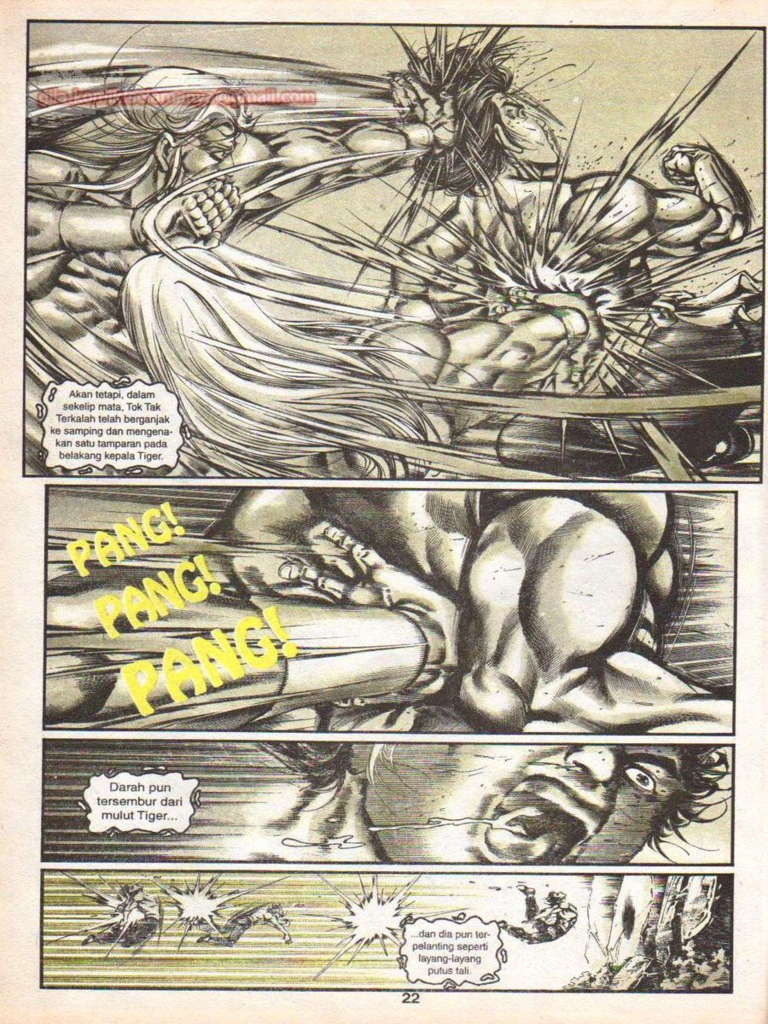 Akan tetapi, dalam
sekelip mata, Tok Tak
Terkalah telah berganjak
ke samping dan mengena-
kan satu tamparan pada
belakang kepala Tiger.
PANG!
PANG!
PANG!
Darah pun
tersembur dari
mulut Tiger...
...dan dia pun ter-
pelanting seperti
layang-layang
putus tali.
22